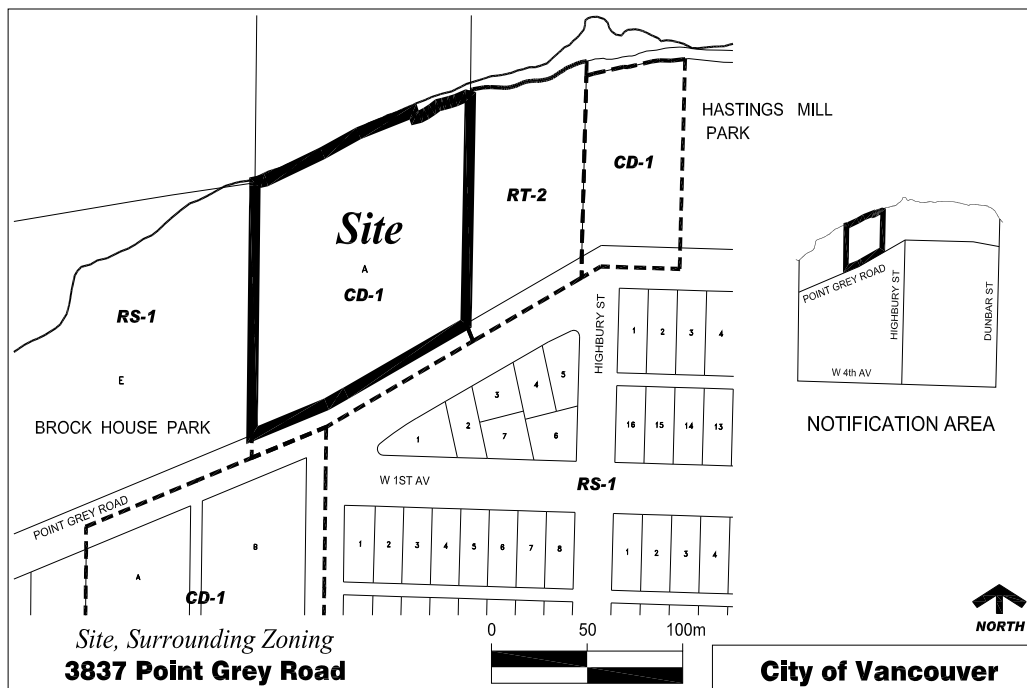 HASTINGS MILL
PARK
CD-1
RT-2
Site
A
CD-1
RS-1
E
BROCK HOUSE PARK
POINT GREY ROAD
HIGHBURY ST
1 2 3 4
16 15 14 13
5
4
3
2
1
7
6
W 1ST AV
RS-1
1 2 3 4 5 6 7 8
1 2 3 4
B
A
CD-1
POINT GREY ROAD
HIGHBURY ST
DUNBAR ST
W 4th AV
NOTIFICATION AREA
NORTH
0 50 100m
Site, Surrounding Zoning
3837 Point Grey Road
City of Vancouver